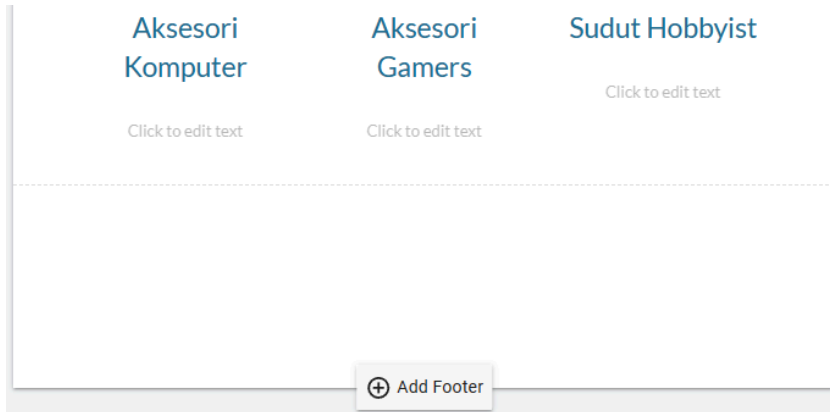 Aksesori
Komputer
Click to edit text
Aksesori
Gamers
Click to edit text
Sudut Hobbyist
Click to edit text
Add Footer